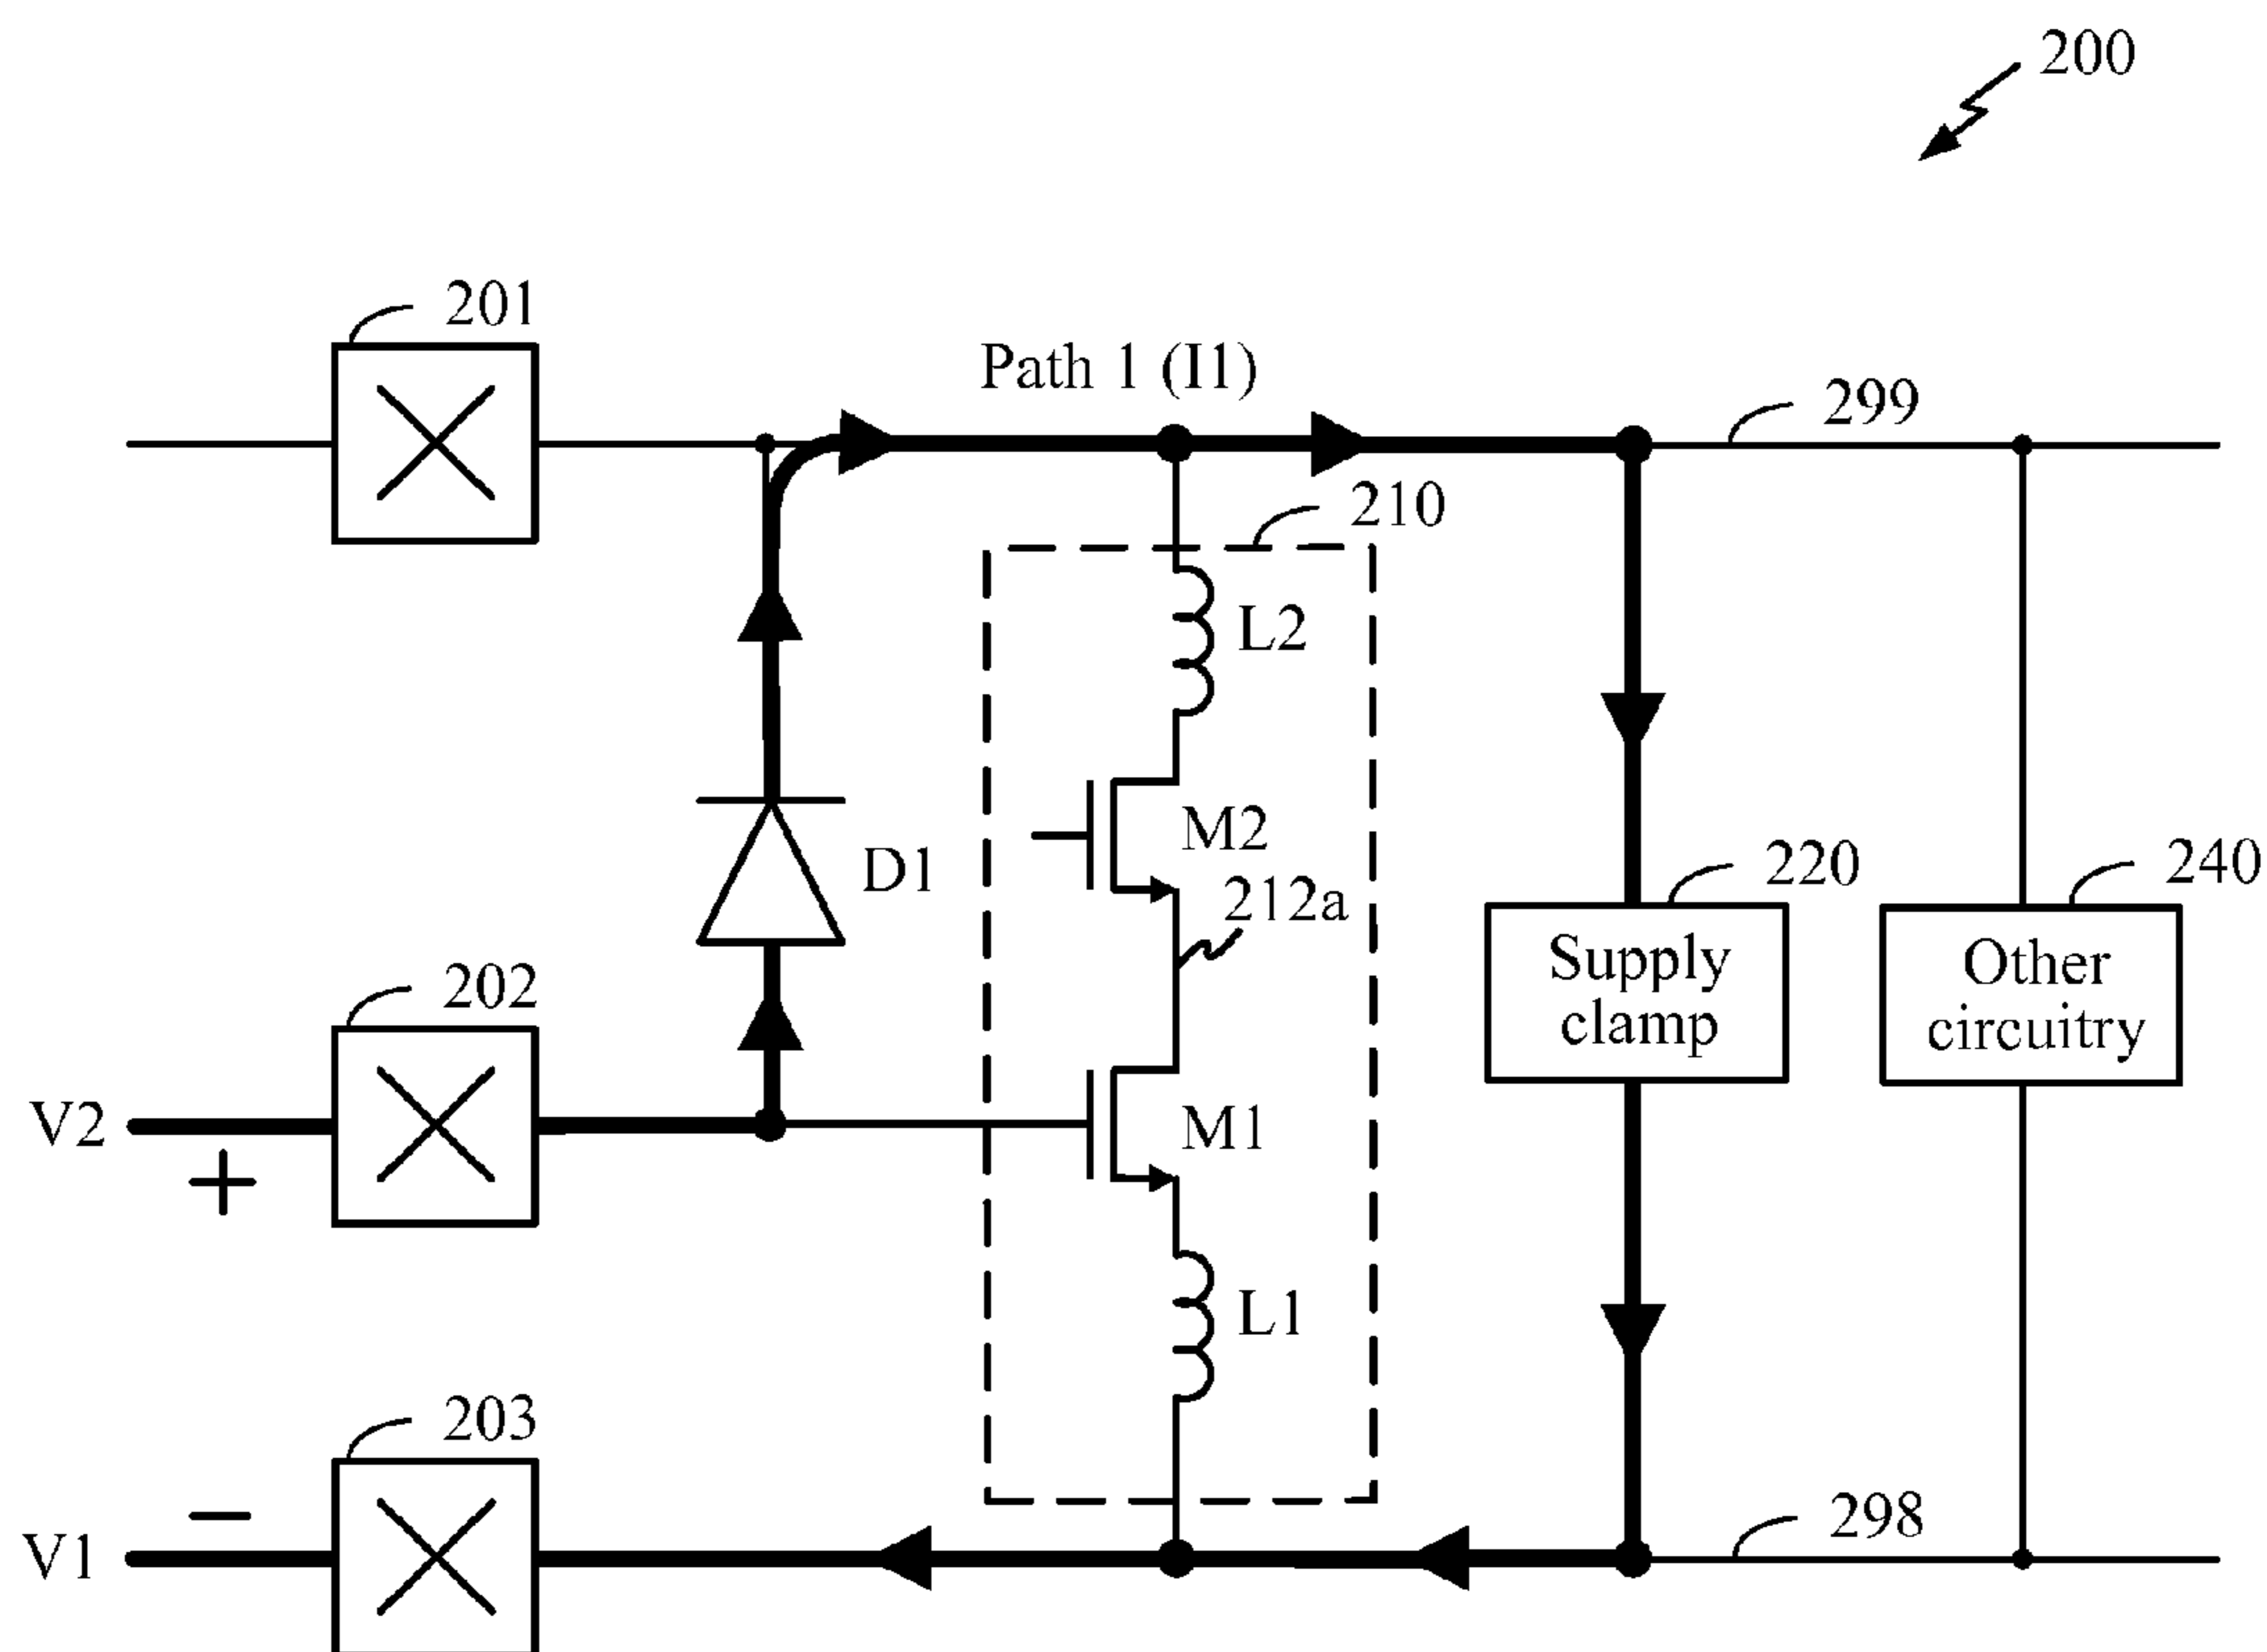 200
201
Path 1 (I1)
299
210
L2
M2
D1
212a
220
240
Supply
clamp
Other
circuitry
202
V2
+
M1
L1
203
−
V1
298